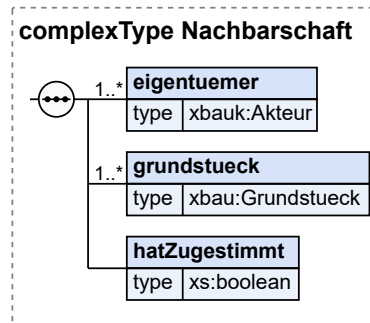 complexType Nachbarschaft
1..* eigentuemer
type xbauk:Akteur
1..* grundstueck
type xbau:Grundstueck
hatZugestimmt
type xs:boolean